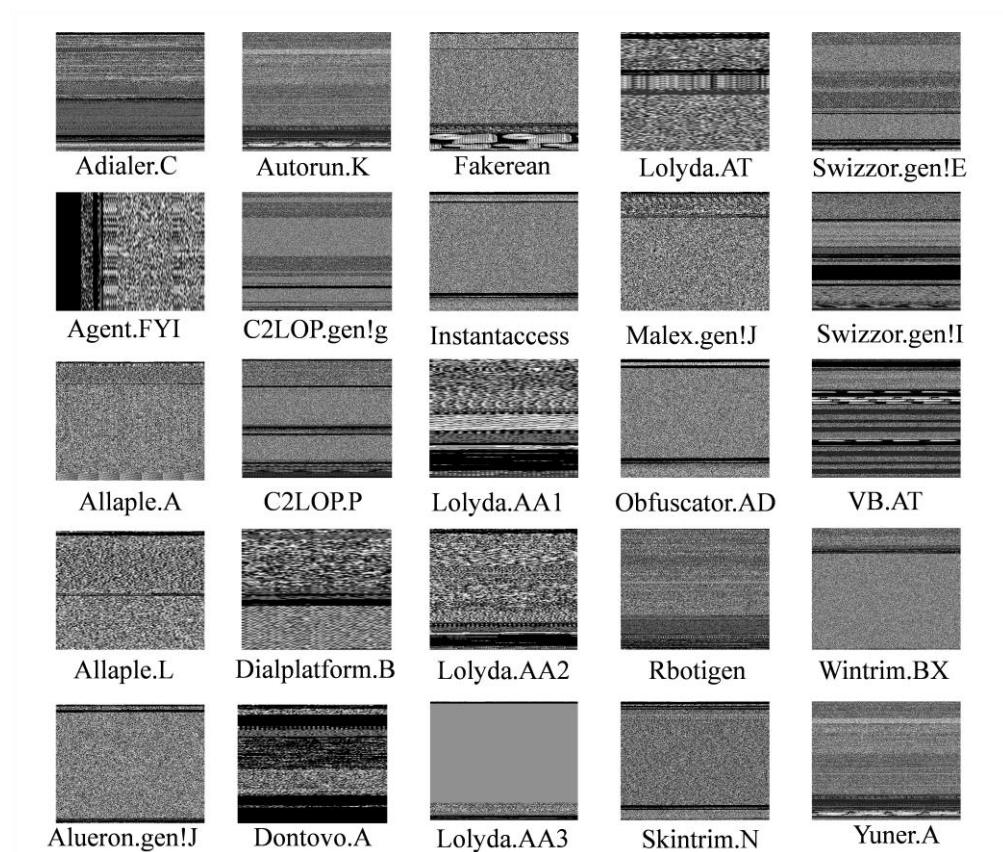 Adialer.C Autorun.K Fakerean Lolyda.AT Swizzor.gen!E
Agent.FYI C2LOP.gen!g Instantaccess Malex.gen!J Swizzor.gen!I
Allaple.A C2LOP.P Lolyda.AA1 Obfuscator.AD VB.AT
Allaple.L Dialplatform.B Lolyda.AA2 Rbotigen Wintrim.BX
Alueron.gen!J Dontovo.A Lolyda.AA3 Skintrim.N Yuner.A